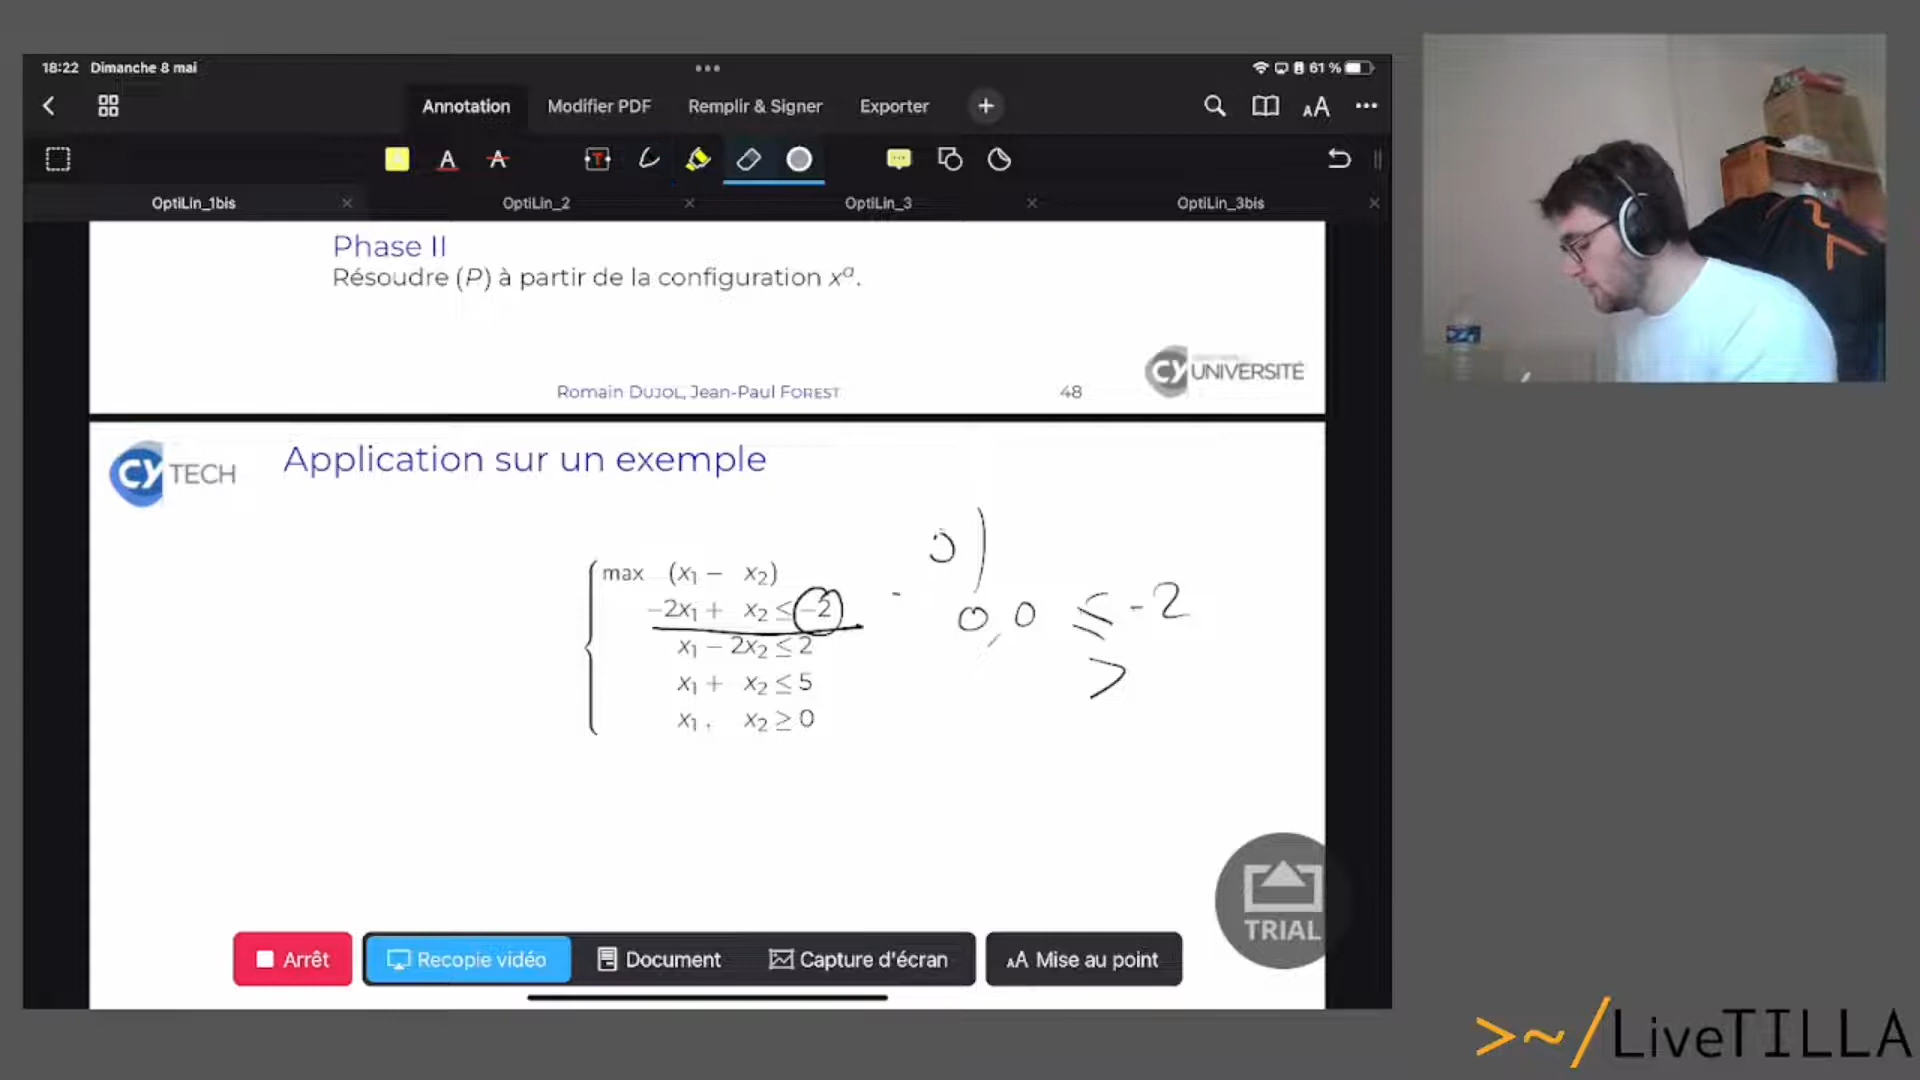 18:22 Dimanche 8 mai
61 %
Annotation Modifier PDF Remplir & Signer Exporter +
OptiLin_1bis OptiLin_2 OptiLin_3 OptiLin_3bis
Phase II
Résoudre (P) à partir de la configuration xᵃ.
CY UNIVERSITÉ
Romain DUJOL, Jean-Paul FOREST 48
CY TECH
Application sur un exemple
max (x₁ − x₂)
−2x₁ + x₂ ≤ −2
x₁ − 2x₂ ≤ 2
x₁ + x₂ ≤ 5
x₁ , x₂ ≥ 0
0)
0,0 ≤ -2
>
TRIAL
Arrêt Recopie vidéo Document Capture d'écran AA Mise au point
>~/LiveTILLA